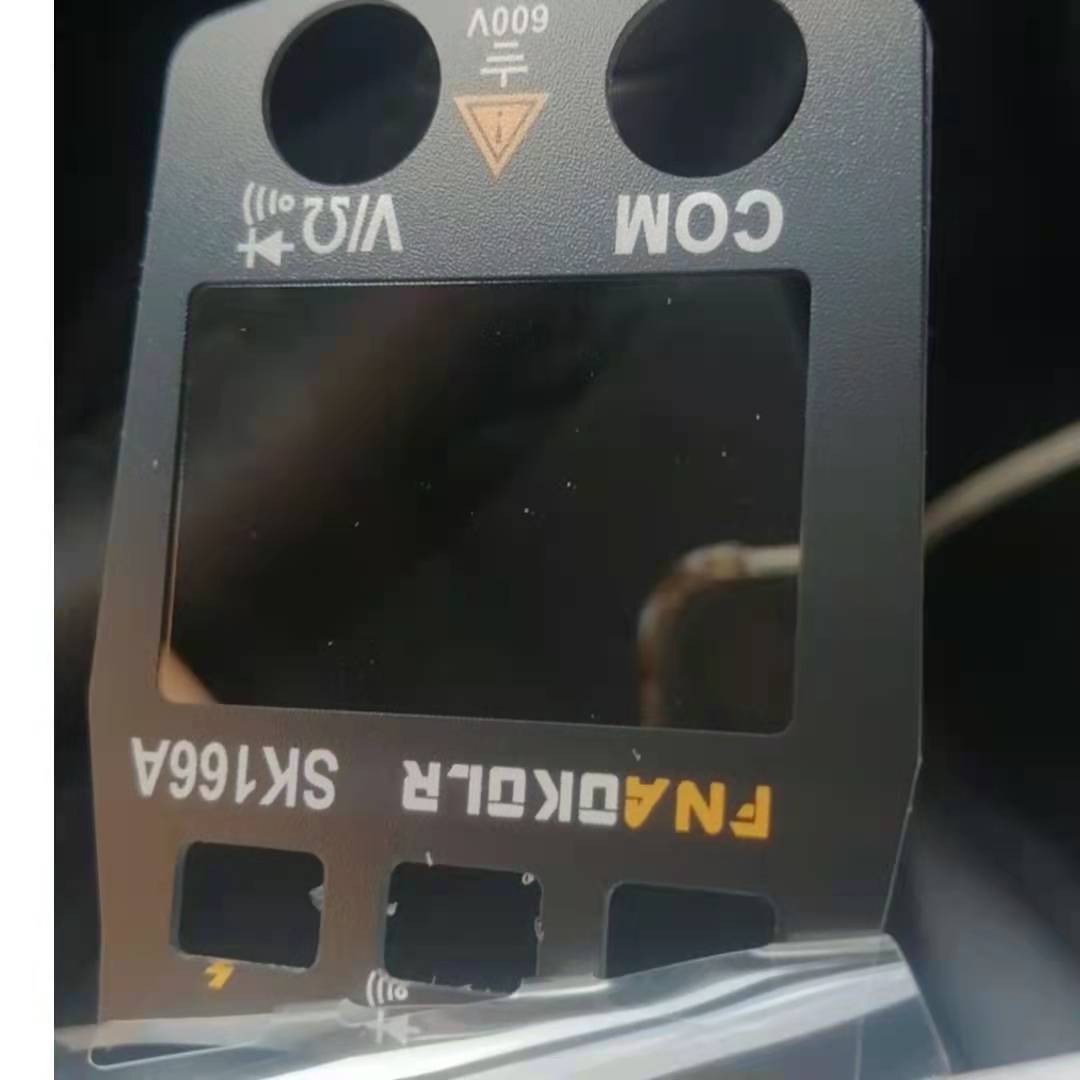 FNAOKOLR SK166A
COM V/Ω
600V